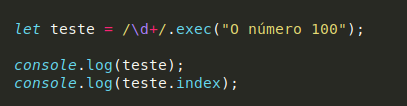 let teste = /\d+/.exec("O número 100");
console.log(teste);
console.log(teste.index);